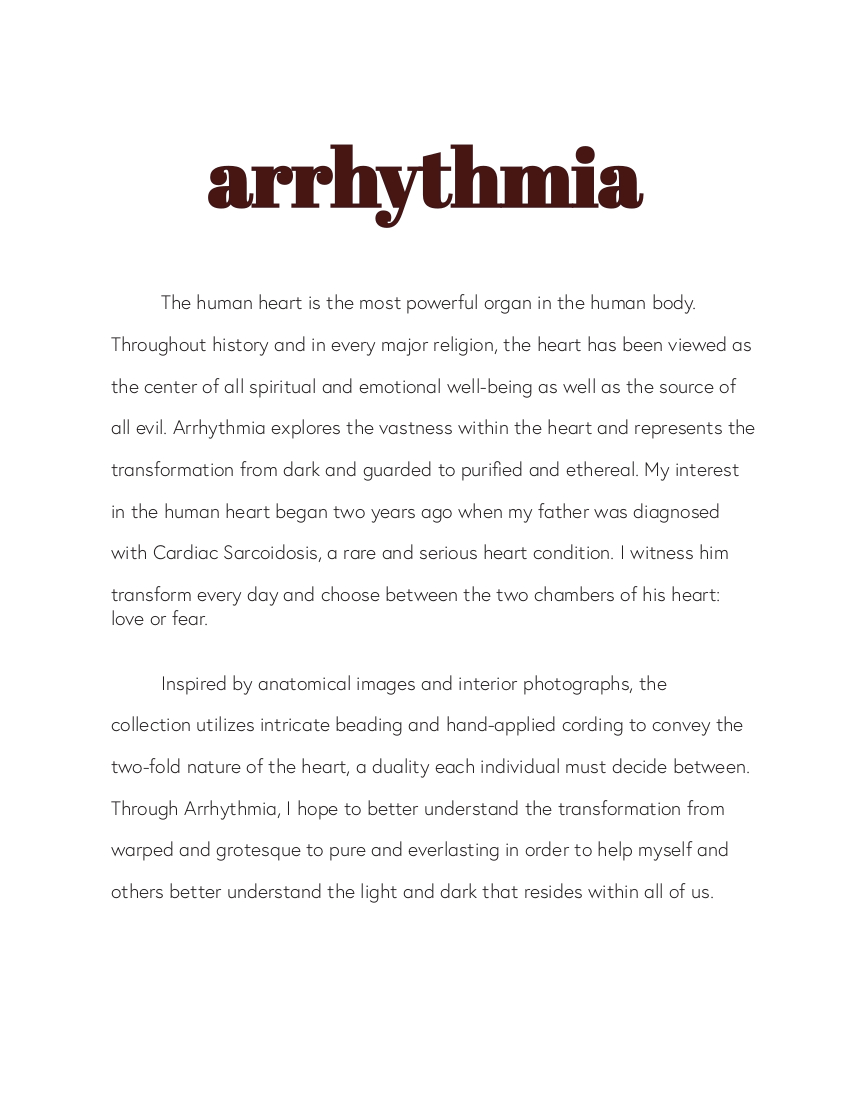 arrhythmia
The human heart is the most powerful organ in the human body.
Throughout history and in every major religion, the heart has been viewed as
the center of all spiritual and emotional well-being as well as the source of
all evil. Arrhythmia explores the vastness within the heart and represents the
transformation from dark and guarded to purified and ethereal. My interest
in the human heart began two years ago when my father was diagnosed
with Cardiac Sarcoidosis, a rare and serious heart condition. I witness him
transform every day and choose between the two chambers of his heart:
love or fear.
Inspired by anatomical images and interior photographs, the
collection utilizes intricate beading and hand-applied cording to convey the
two-fold nature of the heart, a duality each individual must decide between.
Through Arrhythmia, I hope to better understand the transformation from
warped and grotesque to pure and everlasting in order to help myself and
others better understand the light and dark that resides within all of us.